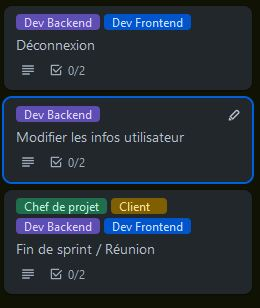 Dev Backend Dev Frontend
Déconnexion
0/2
Dev Backend
Modifier les infos utilisateur
0/2
Chef de projet Client
Dev Backend Dev Frontend
Fin de sprint / Réunion
0/2